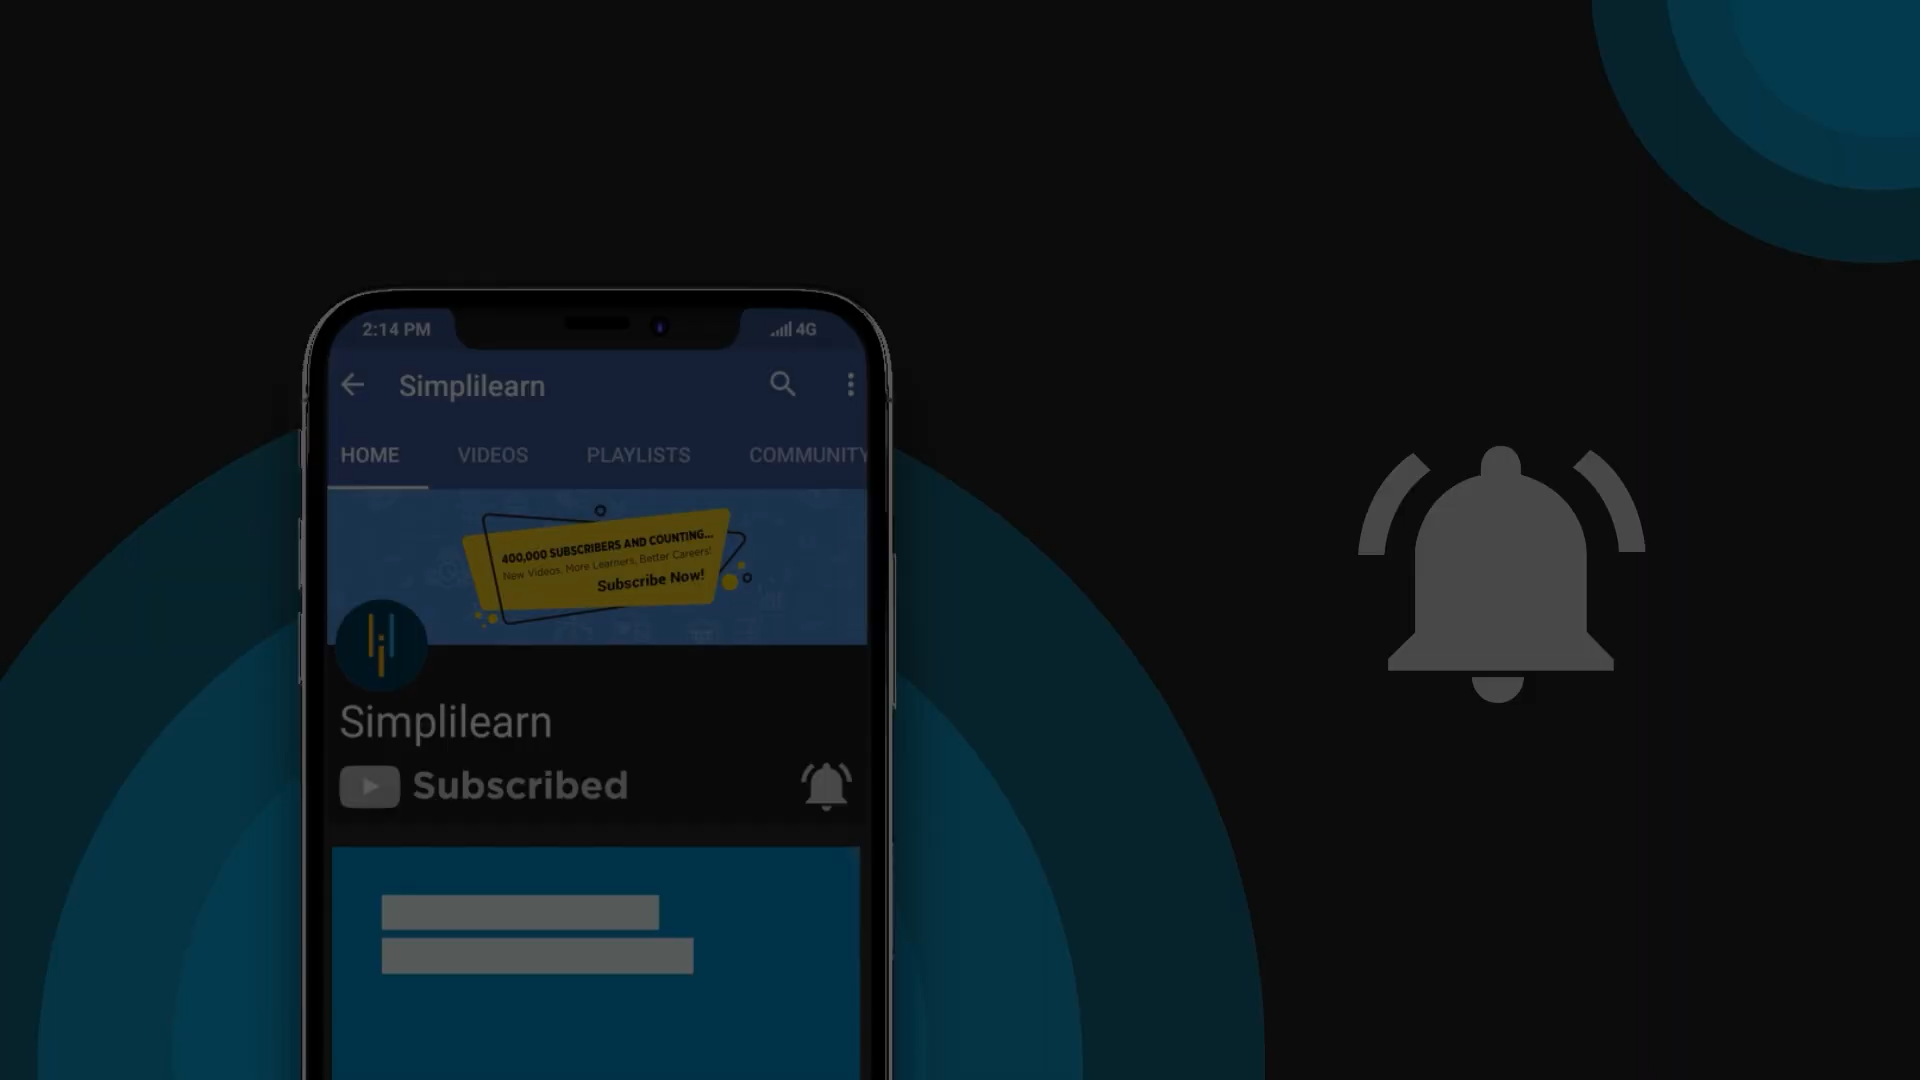 2:14 PM
4G
Simplilearn
HOME VIDEOS PLAYLISTS COMMUNITY
400,000 SUBSCRIBERS AND COUNTING...
New Videos, More Learners, Better Careers!
Subscribe Now!
Simplilearn
Subscribed